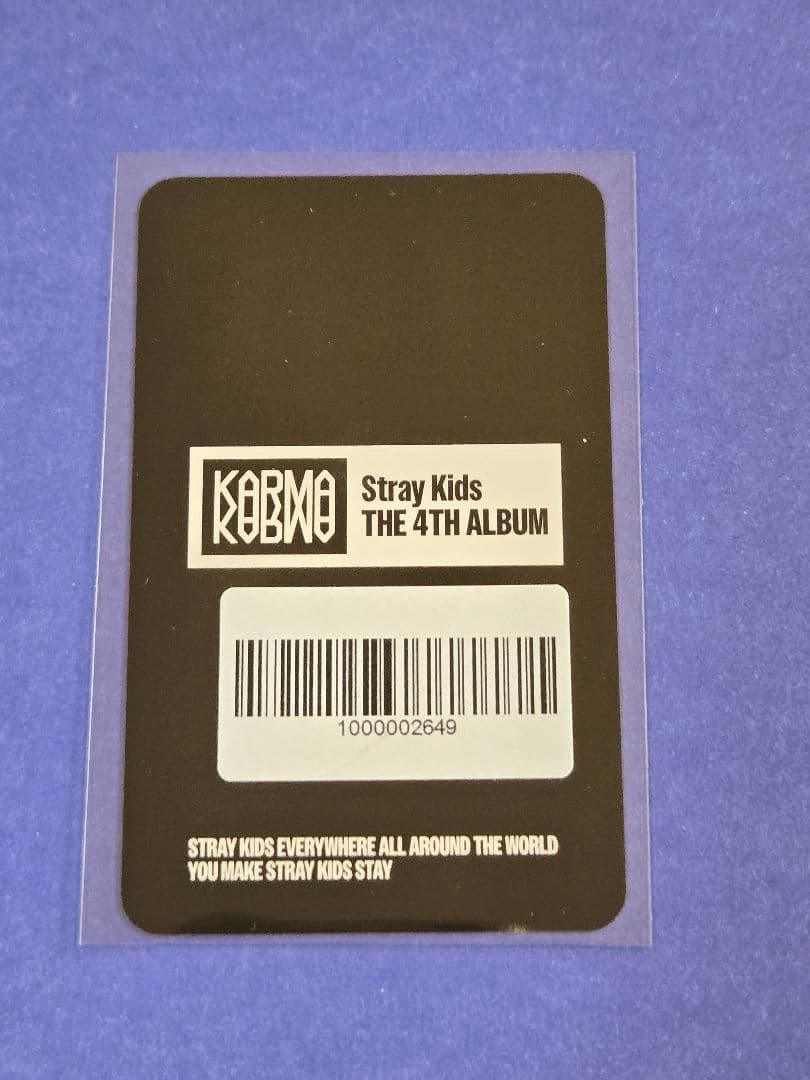 KARMA
Stray Kids
THE 4TH ALBUM
1000002649
STRAY KIDS EVERYWHERE ALL AROUND THE WORLD
YOU MAKE STRAY KIDS STAY